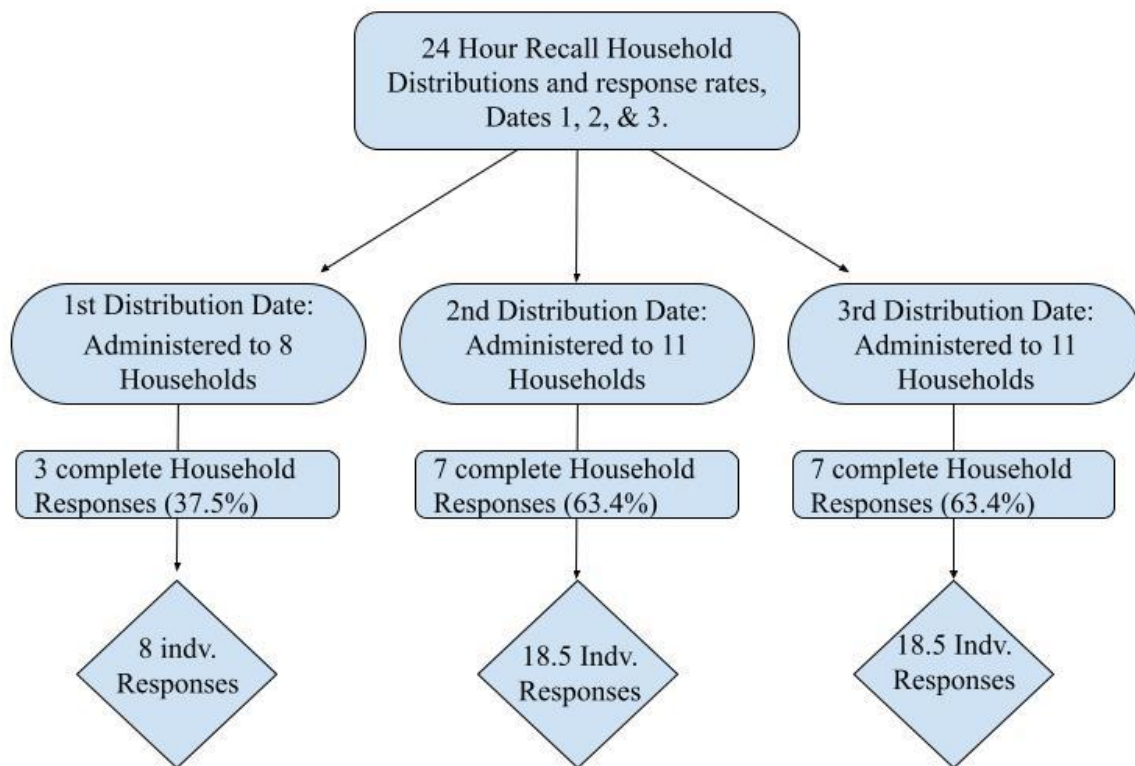 24 Hour Recall Household
Distributions and response rates,
Dates 1, 2, & 3.
1st Distribution Date:
Administered to 8
Households
2nd Distribution Date:
Administered to 11
Households
3rd Distribution Date:
Administered to 11
Households
3 complete Household
Responses (37.5%)
7 complete Household
Responses (63.4%)
7 complete Household
Responses (63.4%)
8 indv.
Responses
18.5 Indv.
Responses
18.5 Indv.
Responses